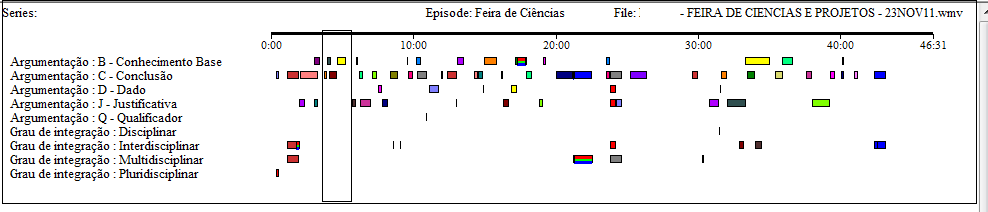 Series: Episode: Feira de Ciências File: - FEIRA DE CIENCIAS E PROJETOS - 23NOV11.wmv
0:00 10:00 20:00 30:00 40:00 46:31
Argumentação : B - Conhecimento Base
Argumentação : C - Conclusão
Argumentação : D - Dado
Argumentação : J - Justificativa
Argumentação : Q - Qualificador
Grau de integração : Disciplinar
Grau de integração : Interdisciplinar
Grau de integração : Multidisciplinar
Grau de integração : Pluridisciplinar